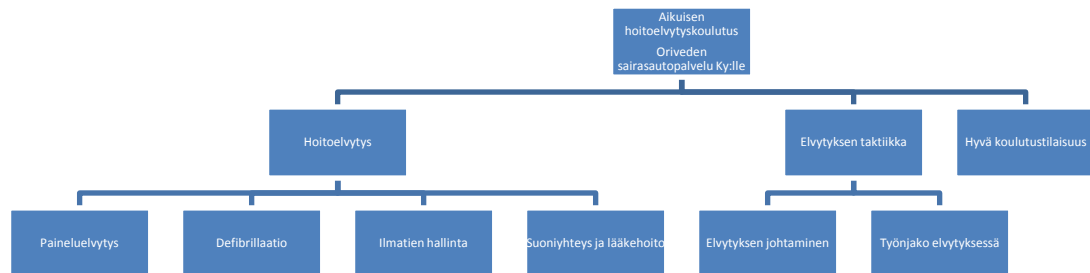 Aikuisen
hoitoelvytyskoulutus
Oriveden
sairasautopalvelu Ky:lle
Hoitoelvytys
Elvytyksen taktiikka
Hyvä koulutustilaisuus
Paineluelvytys
Defibrillaatio
Ilmatien hallinta
Suoniyhteys ja lääkehoito
Elvytyksen johtaminen
Työnjako elvytyksessä